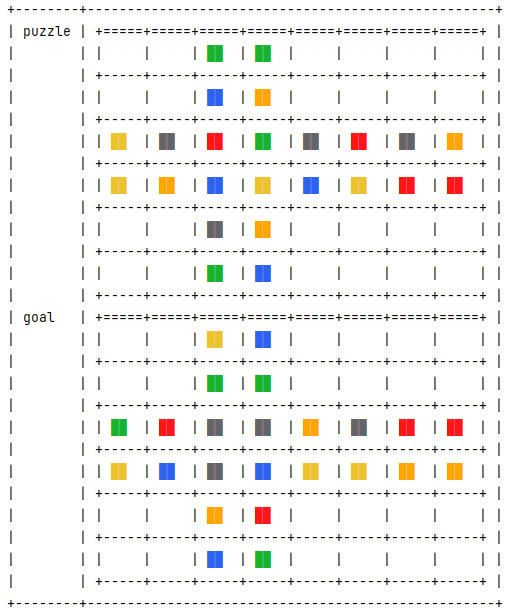 +---------+---------------------------------------------------+
| puzzle | +=====+=====+=====+=====+=====+=====+=====+=====+ |
| | | | | ██ | ██ | | | | | |
| | +-----+-----+-----+-----+-----+-----+-----+-----+ |
| | | | | ██ | ██ | | | | | |
| | +-----+-----+-----+-----+-----+-----+-----+-----+ |
| | | ██ | ██ | ██ | ██ | ██ | ██ | ██ | ██ | |
| | +-----+-----+-----+-----+-----+-----+-----+-----+ |
| | | ██ | ██ | ██ | ██ | ██ | ██ | ██ | ██ | |
| | +-----+-----+-----+-----+-----+-----+-----+-----+ |
| | | | | ██ | ██ | | | | | |
| | +-----+-----+-----+-----+-----+-----+-----+-----+ |
| | | | | ██ | ██ | | | | | |
| | +-----+-----+-----+-----+-----+-----+-----+-----+ |
| goal | +=====+=====+=====+=====+=====+=====+=====+=====+ |
| | | | | ██ | ██ | | | | | |
| | +-----+-----+-----+-----+-----+-----+-----+-----+ |
| | | | | ██ | ██ | | | | | |
| | +-----+-----+-----+-----+-----+-----+-----+-----+ |
| | | ██ | ██ | ██ | ██ | ██ | ██ | ██ | ██ | |
| | +-----+-----+-----+-----+-----+-----+-----+-----+ |
| | | ██ | ██ | ██ | ██ | ██ | ██ | ██ | ██ | |
| | +-----+-----+-----+-----+-----+-----+-----+-----+ |
| | | | | ██ | ██ | | | | | |
| | +-----+-----+-----+-----+-----+-----+-----+-----+ |
| | | | | ██ | ██ | | | | | |
| | +-----+-----+-----+-----+-----+-----+-----+-----+ |
+---------+---------------------------------------------------+